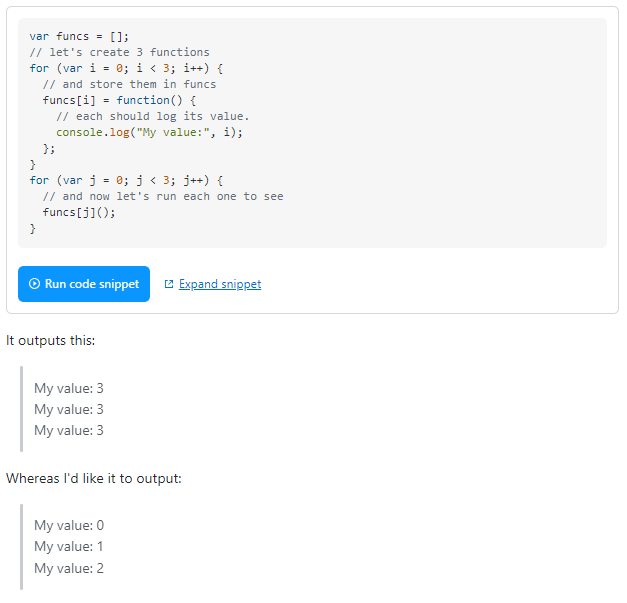 var funcs = [];
// let's create 3 functions
for (var i = 0; i < 3; i++) {
  // and store them in funcs
  funcs[i] = function() {
    // each should log its value.
    console.log("My value:", i);
  };
}
for (var j = 0; j < 3; j++) {
  // and now let's run each one to see
  funcs[j]();
}
Run code snippet Expand snippet
It outputs this:
My value: 3
My value: 3
My value: 3
Whereas I'd like it to output:
My value: 0
My value: 1
My value: 2